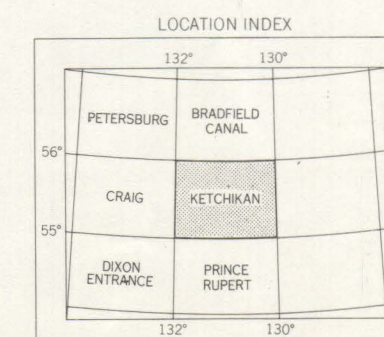 LOCATION INDEX
132° 130°
PETERSBURG BRADFIELD CANAL
56°
CRAIG KETCHIKAN
55°
DIXON ENTRANCE PRINCE RUPERT
132° 130°